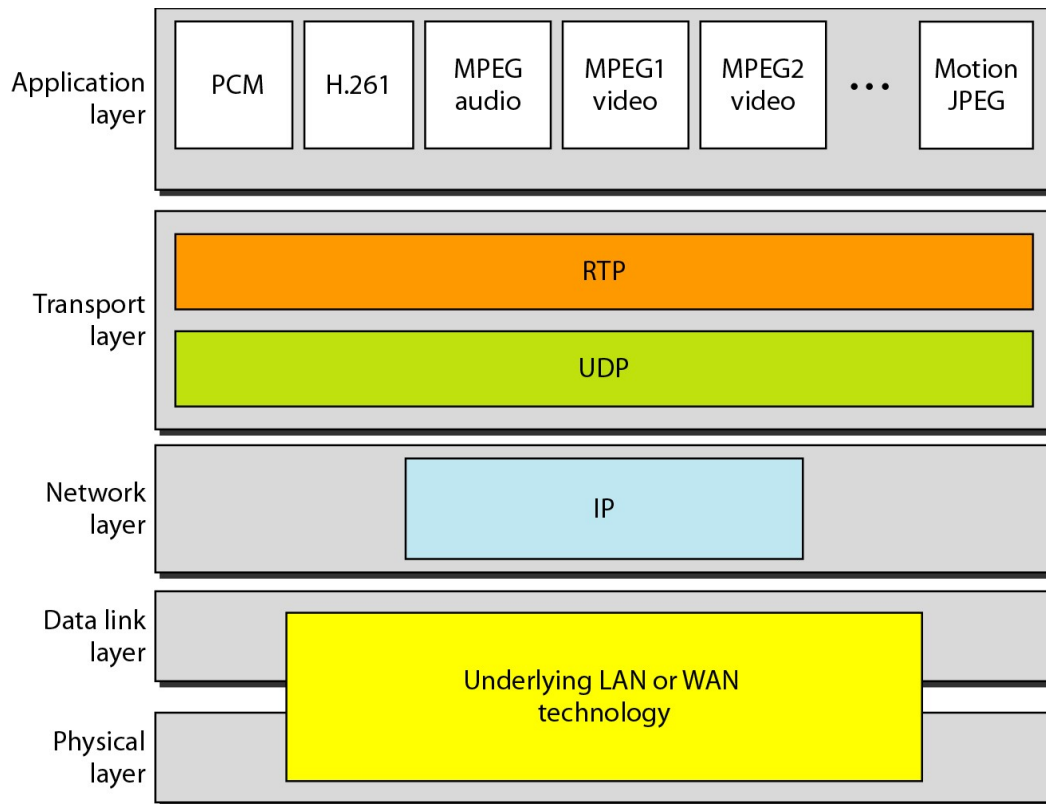 Application
layer
PCM
H.261
MPEG
audio
MPEG1
video
MPEG2
video
•••
Motion
JPEG
Transport
layer
RTP
UDP
Network
layer
IP
Data link
layer
Underlying LAN or WAN
technology
Physical
layer